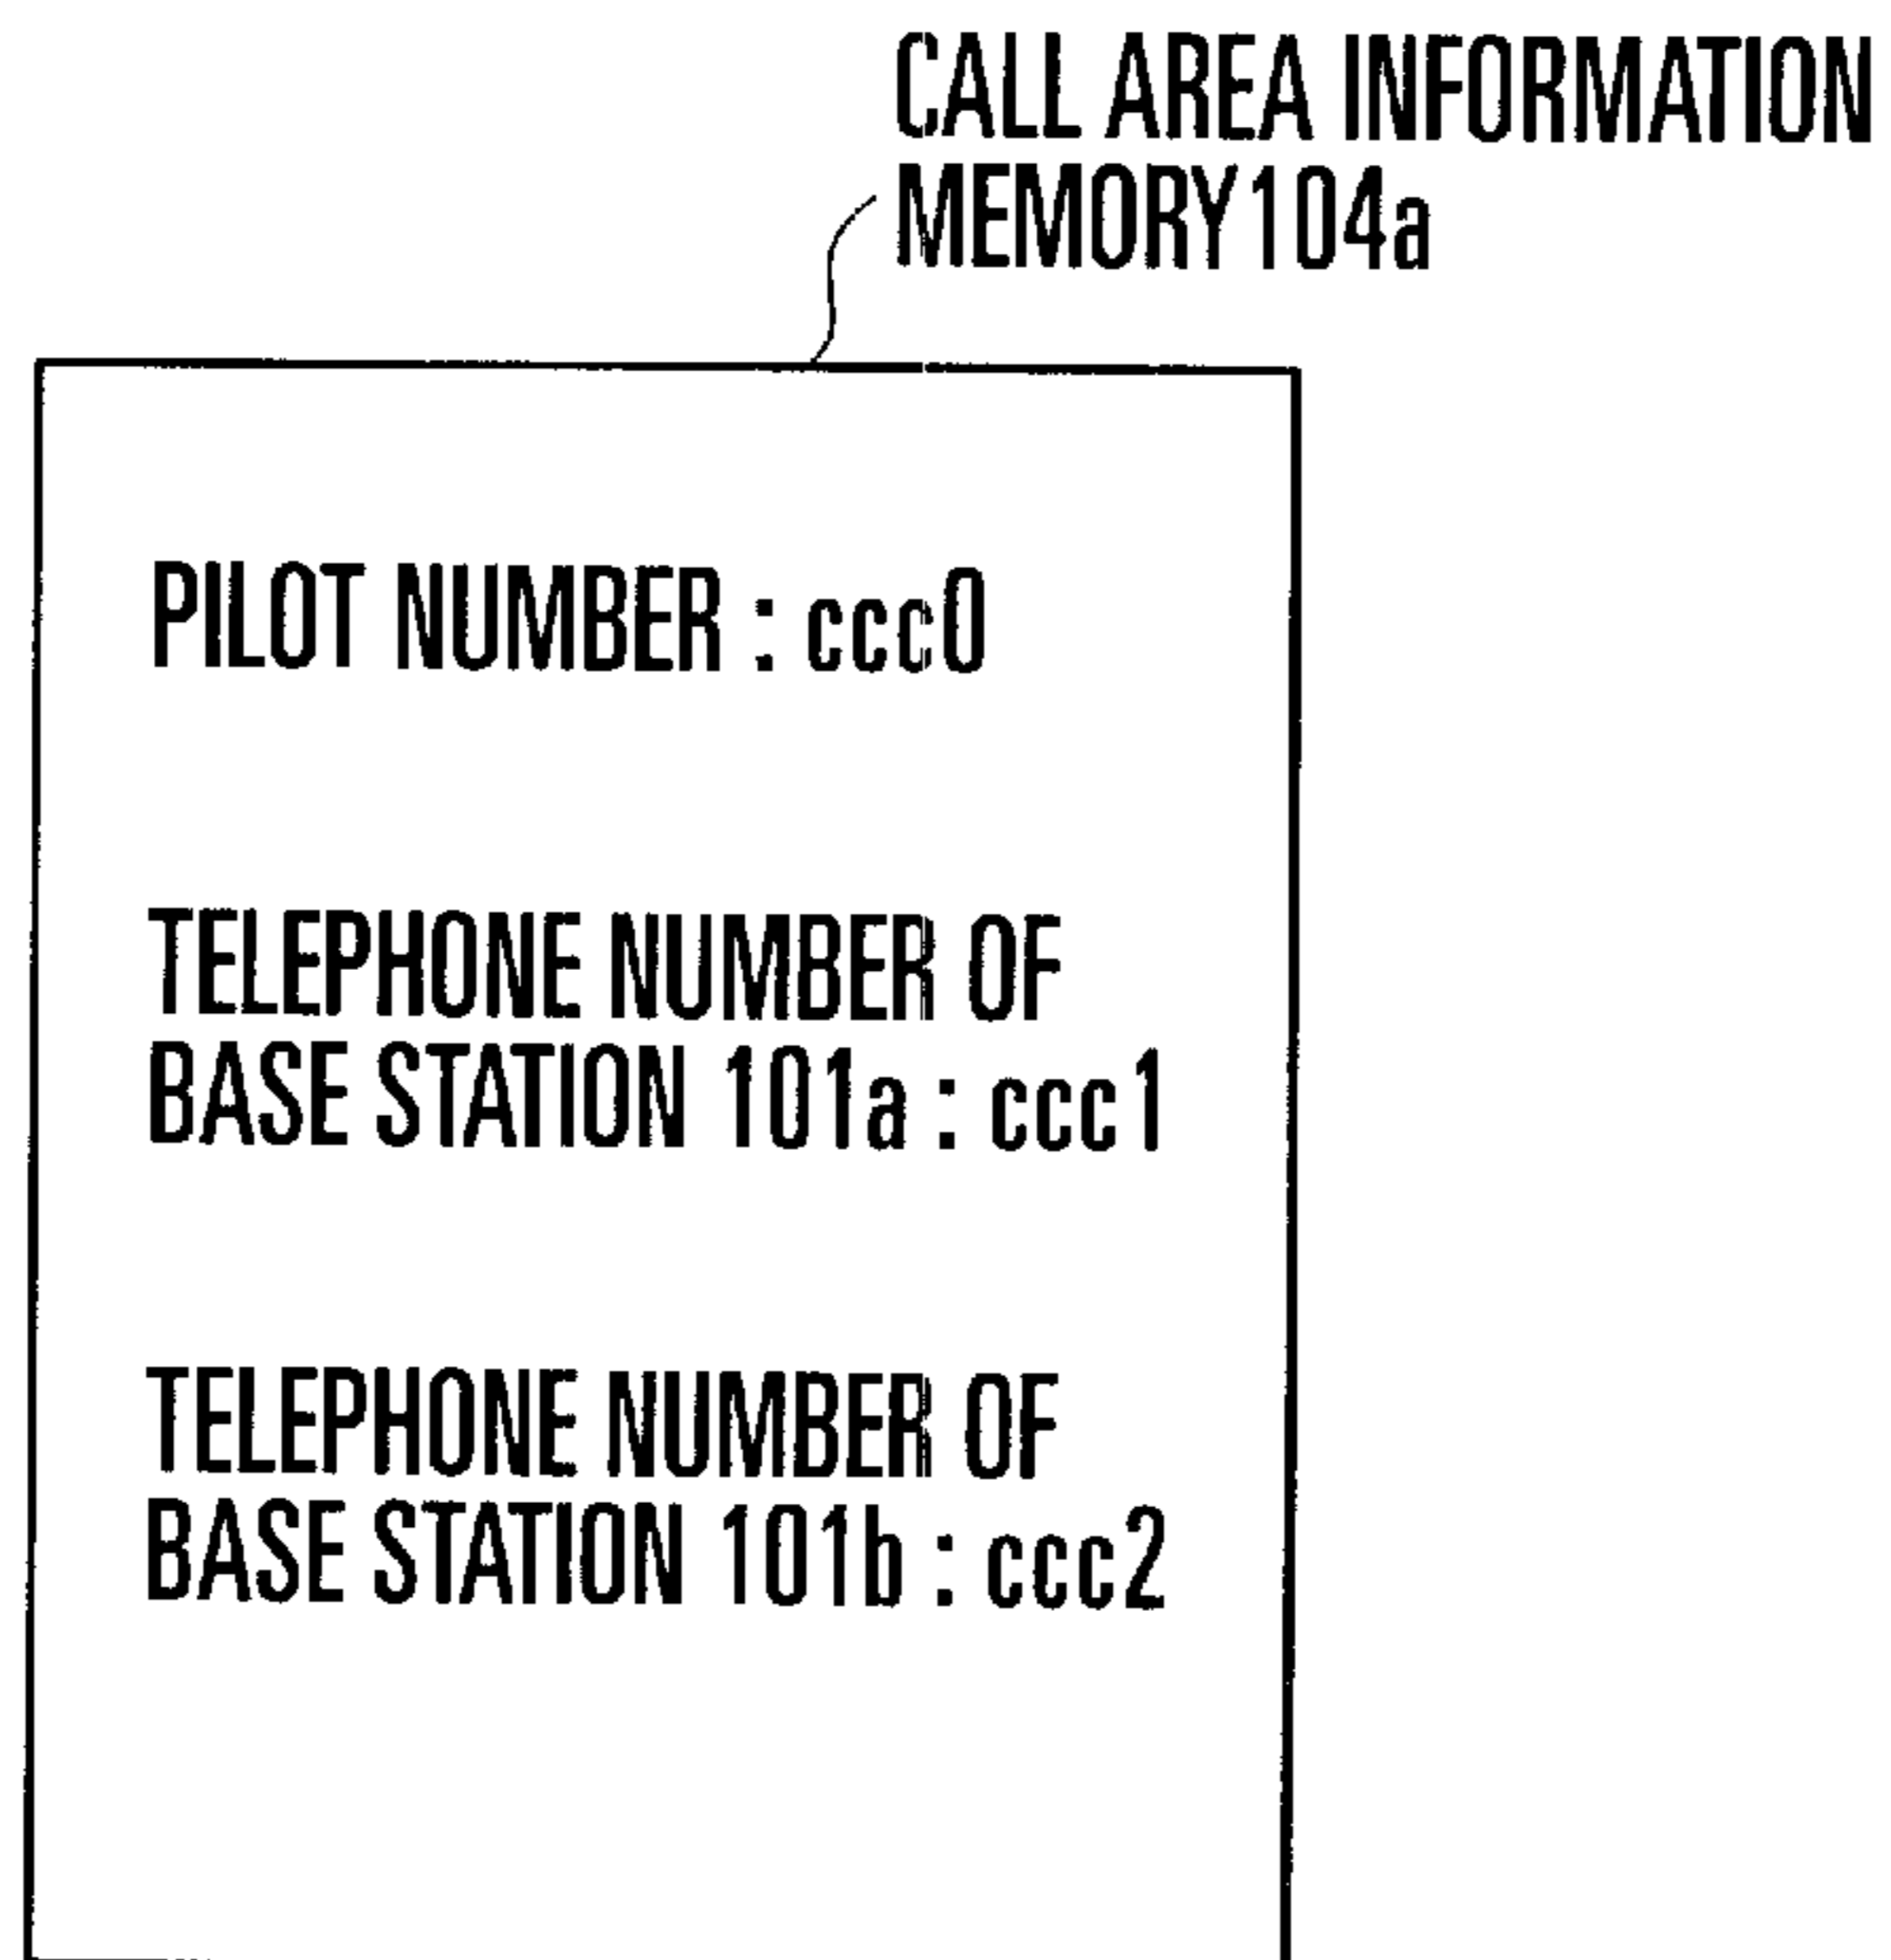 CALL AREA INFORMATION
MEMORY104a
PILOT NUMBER : ccc0
TELEPHONE NUMBER OF
BASE STATION 101a : ccc1
TELEPHONE NUMBER OF
BASE STATION 101b : ccc2